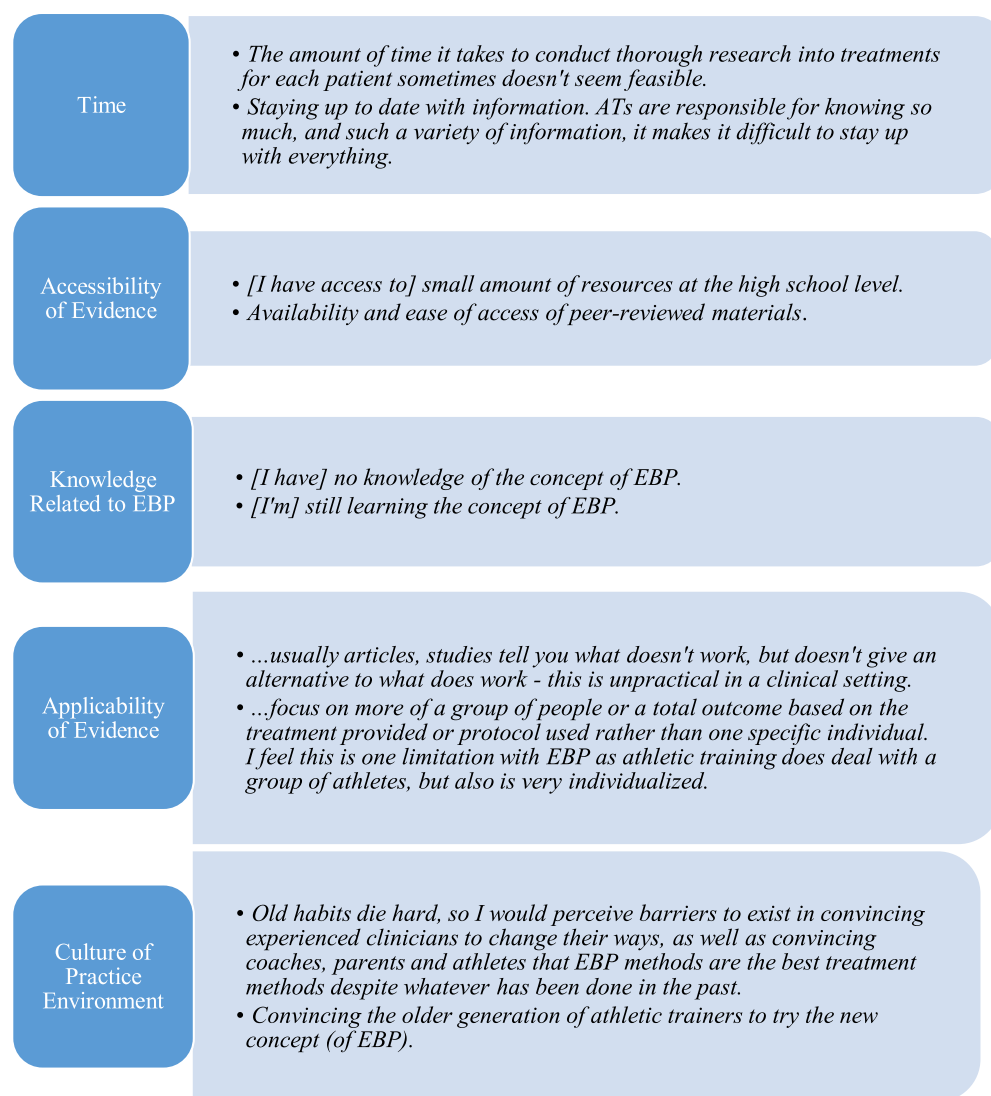 Time
• The amount of time it takes to conduct thorough research into treatments
for each patient sometimes doesn't seem feasible.
• Staying up to date with information. ATs are responsible for knowing so
much, and such a variety of information, it makes it difficult to stay up
with everything.
Accessibility
of Evidence
• [I have access to] small amount of resources at the high school level.
• Availability and ease of access of peer-reviewed materials.
Knowledge
Related to EBP
• [I have] no knowledge of the concept of EBP.
• [I'm] still learning the concept of EBP.
Applicability
of Evidence
• ...usually articles, studies tell you what doesn't work, but doesn't give an
alternative to what does work - this is unpractical in a clinical setting.
• ...focus on more of a group of people or a total outcome based on the
treatment provided or protocol used rather than one specific individual.
I feel this is one limitation with EBP as athletic training does deal with a
group of athletes, but also is very individualized.
Culture of
Practice
Environment
• Old habits die hard, so I would perceive barriers to exist in convincing
experienced clinicians to change their ways, as well as convincing
coaches, parents and athletes that EBP methods are the best treatment
methods despite whatever has been done in the past.
• Convincing the older generation of athletic trainers to try the new
concept (of EBP).